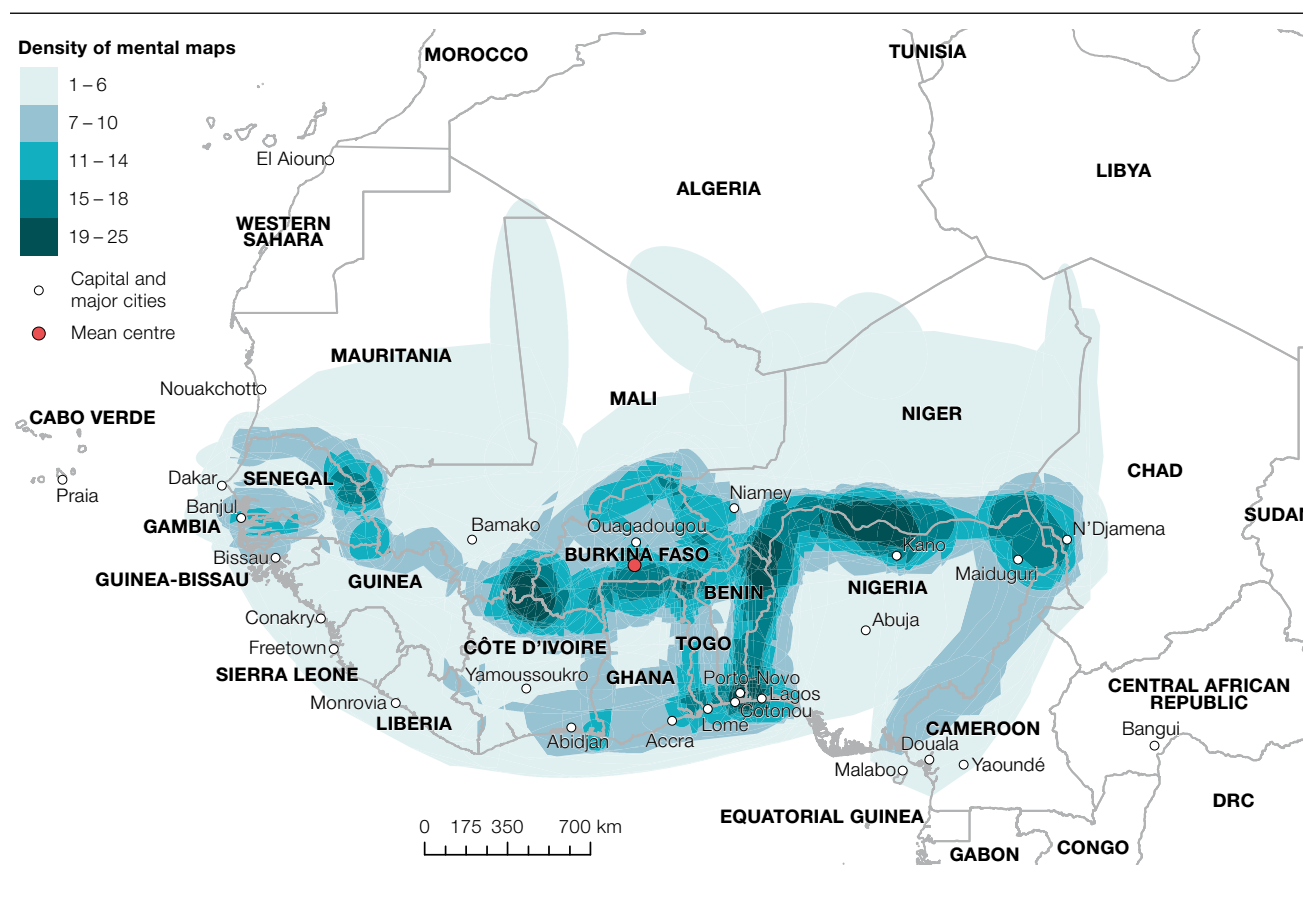 Density of mental maps
1 – 6
7 – 10
11 – 14
15 – 18
19 – 25
Capital and
major cities
Mean centre
MOROCCO
TUNISIA
El Aioun
ALGERIA
LIBYA
WESTERN
SAHARA
MAURITANIA
Nouakchott
MALI
NIGER
CABO VERDE
Praia
Dakar
SENEGAL
CHAD
Banjul
GAMBIA
Niamey
SUDAN
Bamako
Ouagadougou
N’Djamena
Bissau
BURKINA FASO
Kano
GUINEA-BISSAU
GUINEA
Maiduguri
BENIN
NIGERIA
Conakry
Abuja
Freetown
CÔTE D’IVOIRE
TOGO
SIERRA LEONE
Yamoussoukro
GHANA
Porto-Novo
Lagos
CENTRAL AFRICAN
REPUBLIC
Monrovia
Cotonou
LIBERIA
Lomé
CAMEROON
Bangui
Abidjan
Accra
Douala
Malabo
Yaoundé
DRC
EQUATORIAL GUINEA
0 175 350 700 km
GABON
CONGO